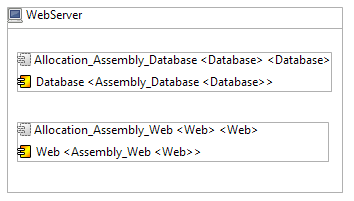 WebServer
Allocation_Assembly_Database <Database> <Database>
Database <Assembly_Database <Database>>
Allocation_Assembly_Web <Web> <Web>
Web <Assembly_Web <Web>>